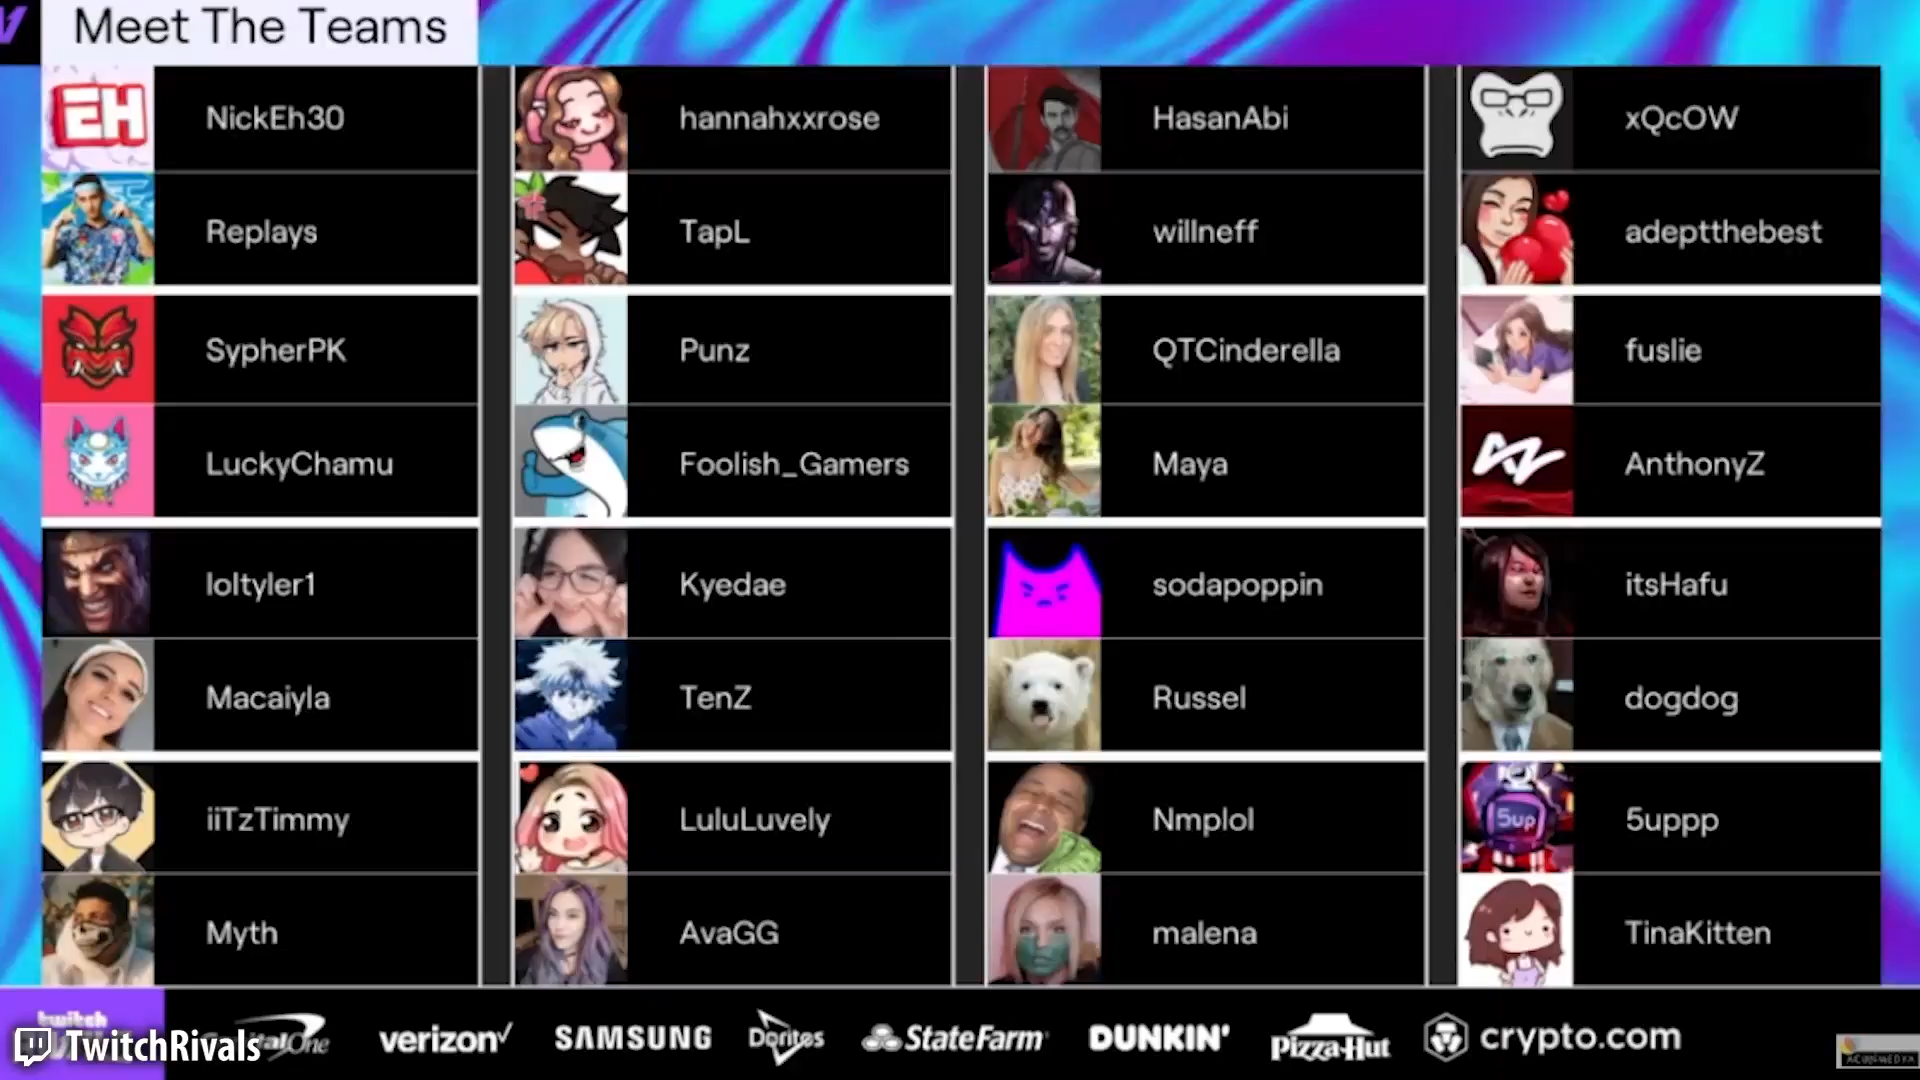 Meet The Teams
NickEh30
hannahxxrose
HasanAbi
xQcOW
Replays
TapL
willneff
adeptthebest
SypherPK
Punz
QTCinderella
fuslie
LuckyChamu
Foolish_Gamers
Maya
AnthonyZ
loltyler1
Kyedae
sodapoppin
itsHafu
Macaiyla
TenZ
Russel
dogdog
iiTzTimmy
LuluLuvely
Nmplol
5uppp
Myth
AvaGG
malena
TinaKitten
EH
5up
twitch
TwitchRivals
verizon✓
SAMSUNG
Doritos
StateFarm
DUNKIN'
Pizza Hut
crypto.com